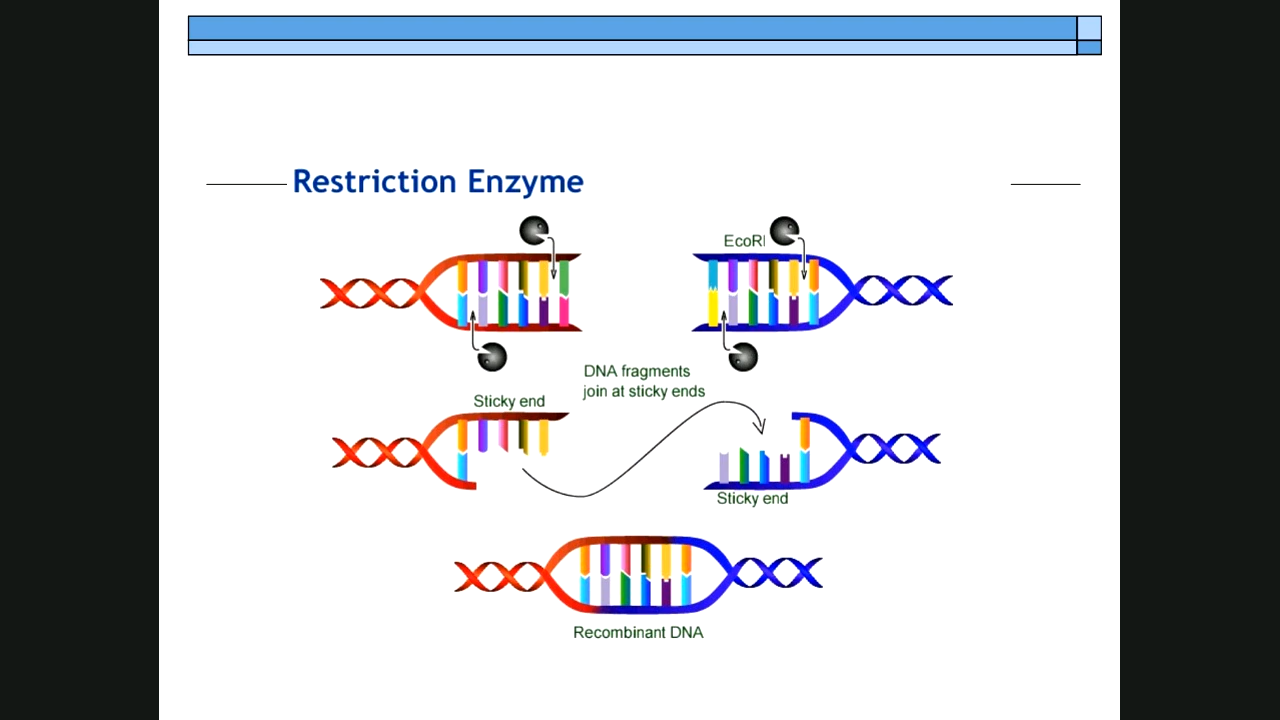 Restriction Enzyme
EcoRI
DNA fragments
join at sticky ends
Sticky end
Sticky end
Recombinant DNA